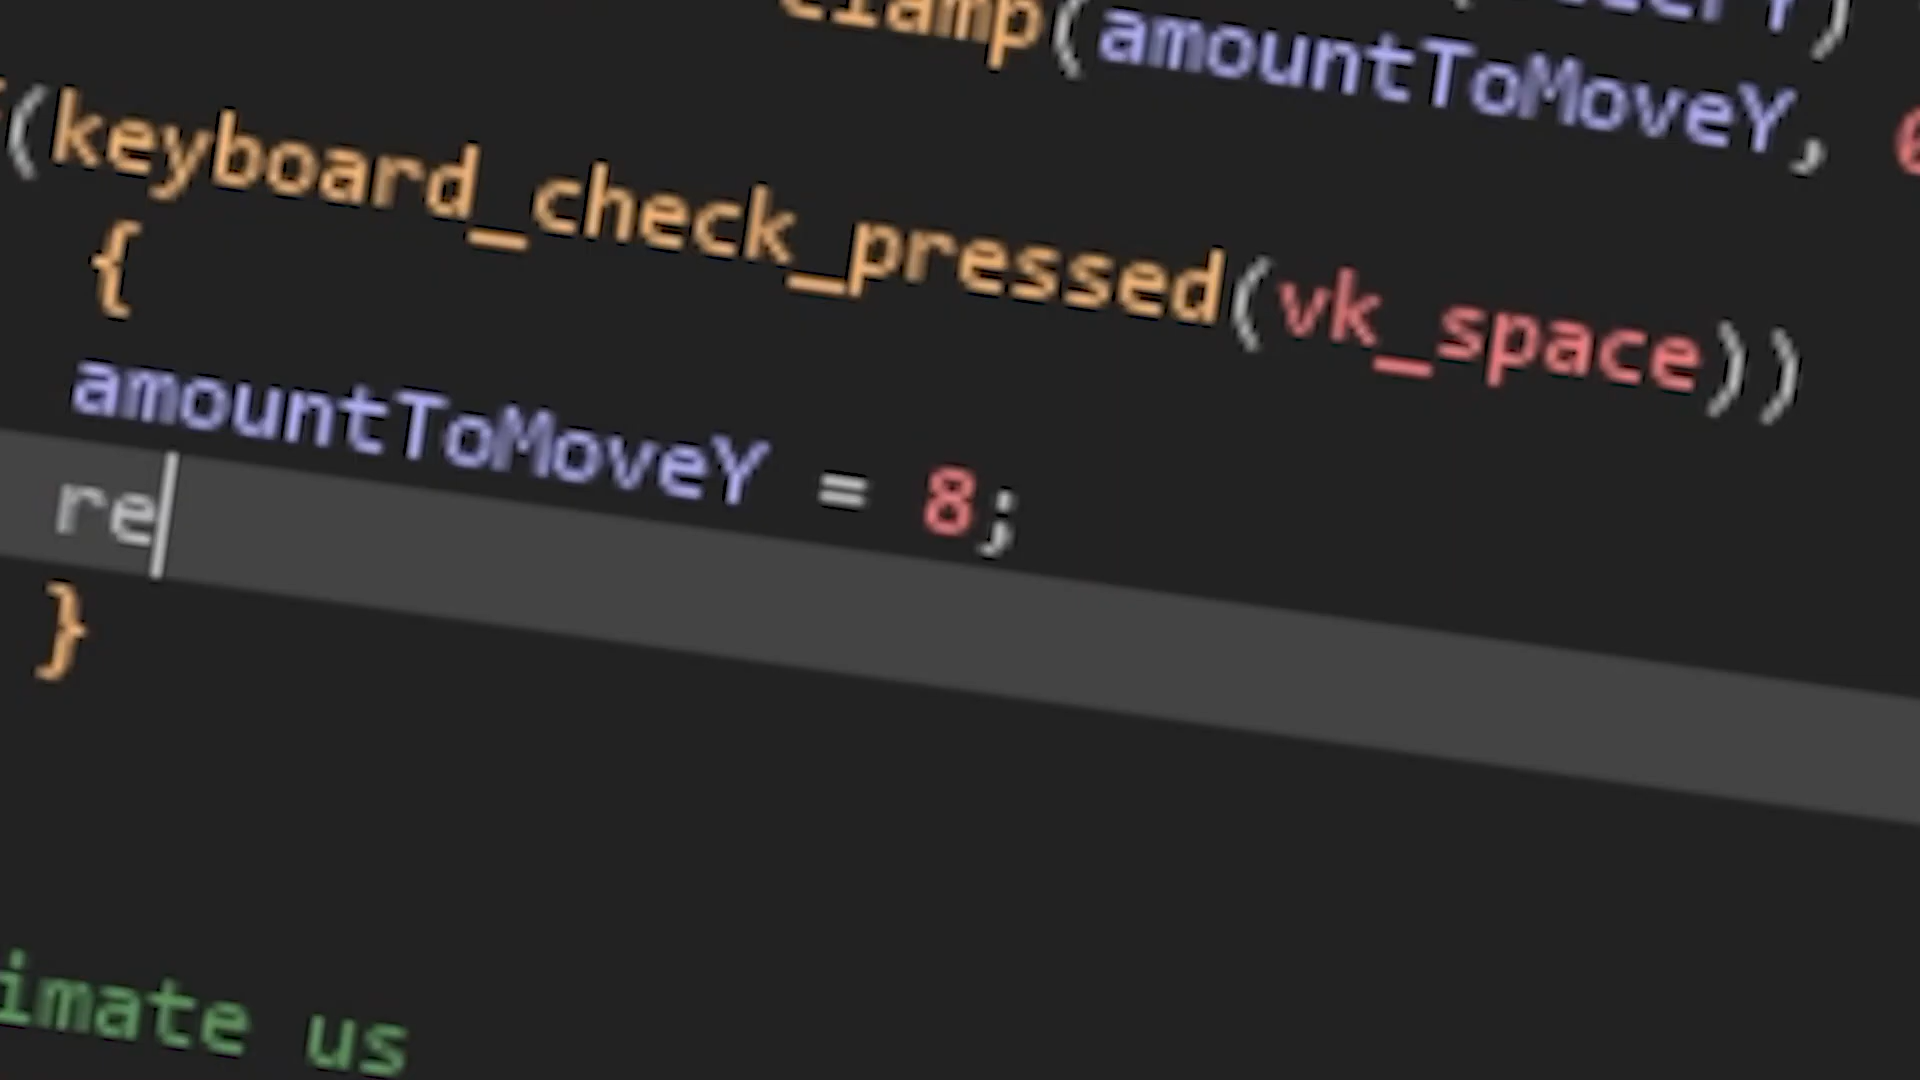 clamp(amountToMoveY,
(keyboard_check_pressed(vk_space))
{
amountToMoveY = 8;
re
}
imate us